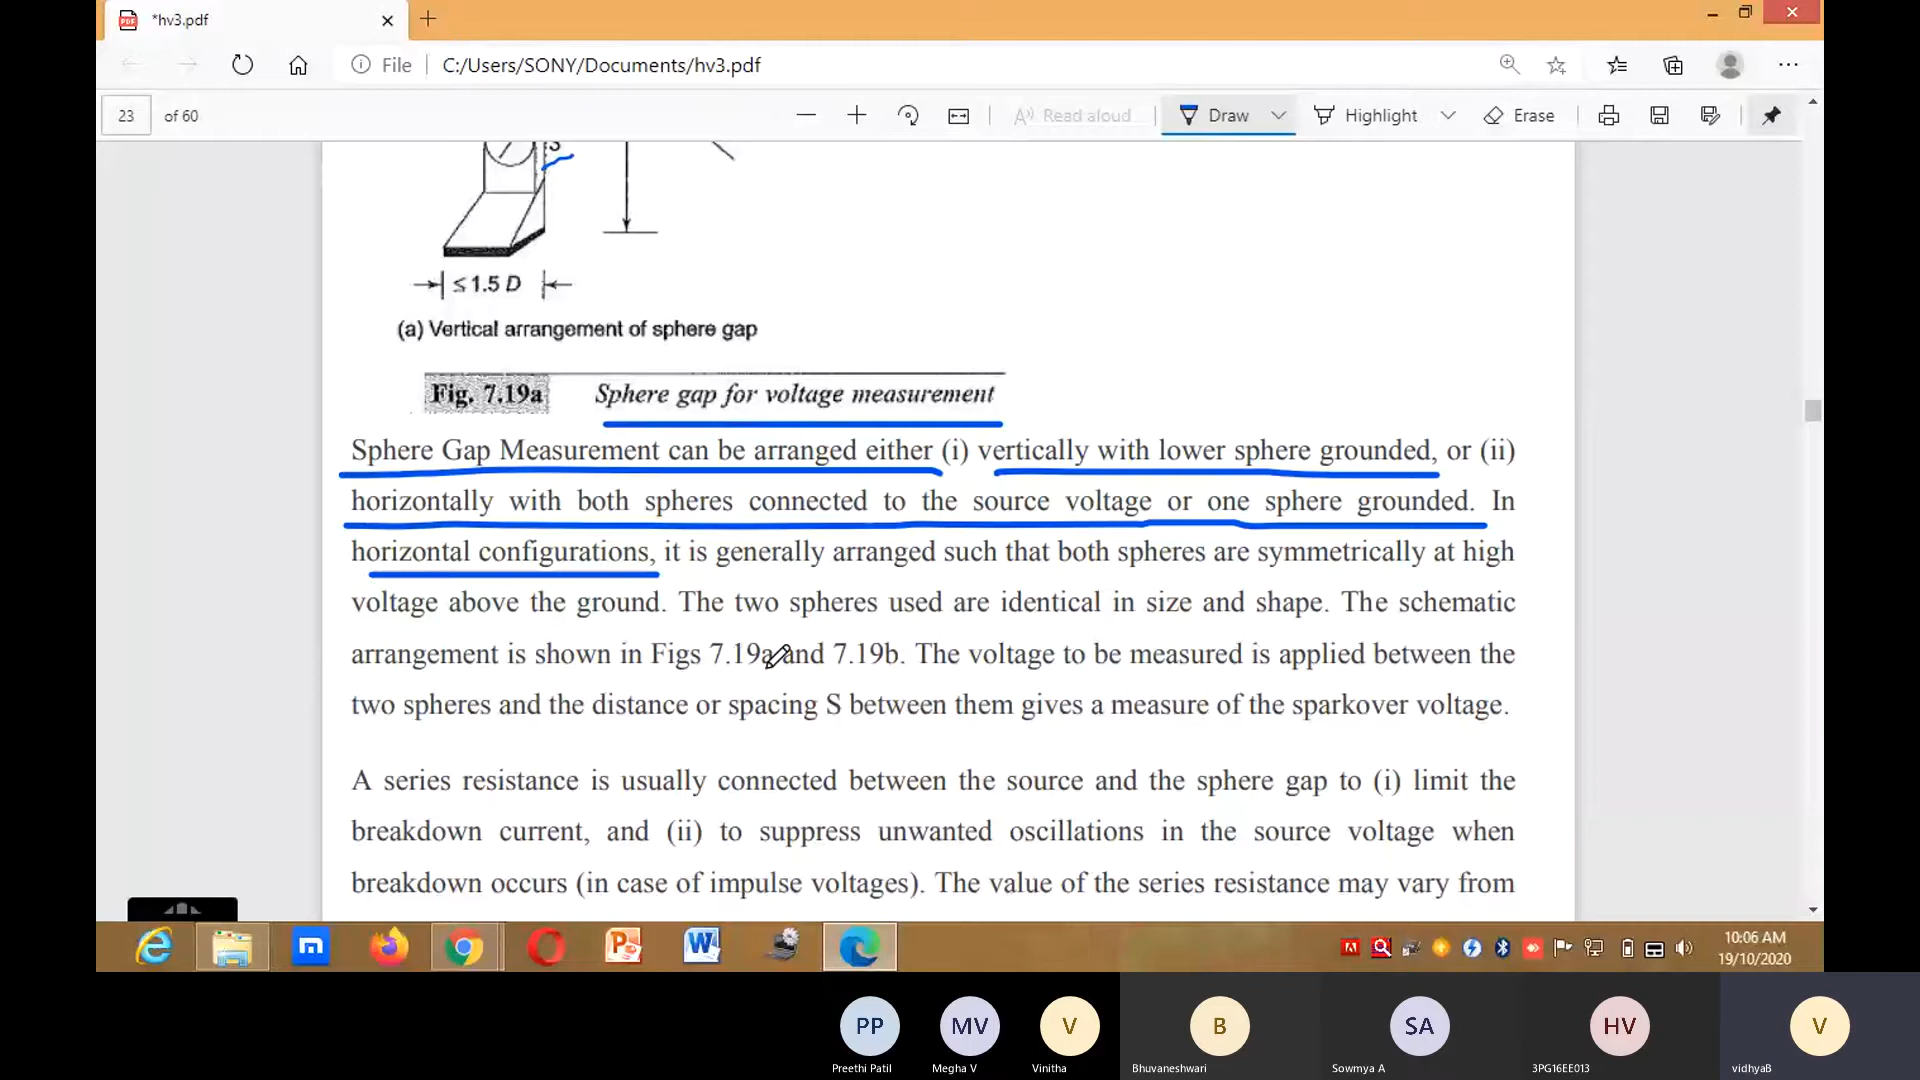 *hv3.pdf
File C:/Users/SONY/Documents/hv3.pdf
23 of 60 Read aloud Draw Highlight Erase
S
≤ 1.5 D
(a) Vertical arrangement of sphere gap
Fig. 7.19a Sphere gap for voltage measurement
Sphere Gap Measurement can be arranged either (i) vertically with lower sphere grounded, or (ii)
horizontally with both spheres connected to the source voltage or one sphere grounded. In
horizontal configurations, it is generally arranged such that both spheres are symmetrically at high
voltage above the ground. The two spheres used are identical in size and shape. The schematic
arrangement is shown in Figs 7.19a and 7.19b. The voltage to be measured is applied between the
two spheres and the distance or spacing S between them gives a measure of the sparkover voltage.
A series resistance is usually connected between the source and the sphere gap to (i) limit the
breakdown current, and (ii) to suppress unwanted oscillations in the source voltage when
breakdown occurs (in case of impulse voltages). The value of the series resistance may vary from
10:06 AM
19/10/2020
PP MV V B SA HV V
Preethi Patil Megha V Vinitha Bhuvaneshwari Sowmya A 3PG16EE013 vidhyaB